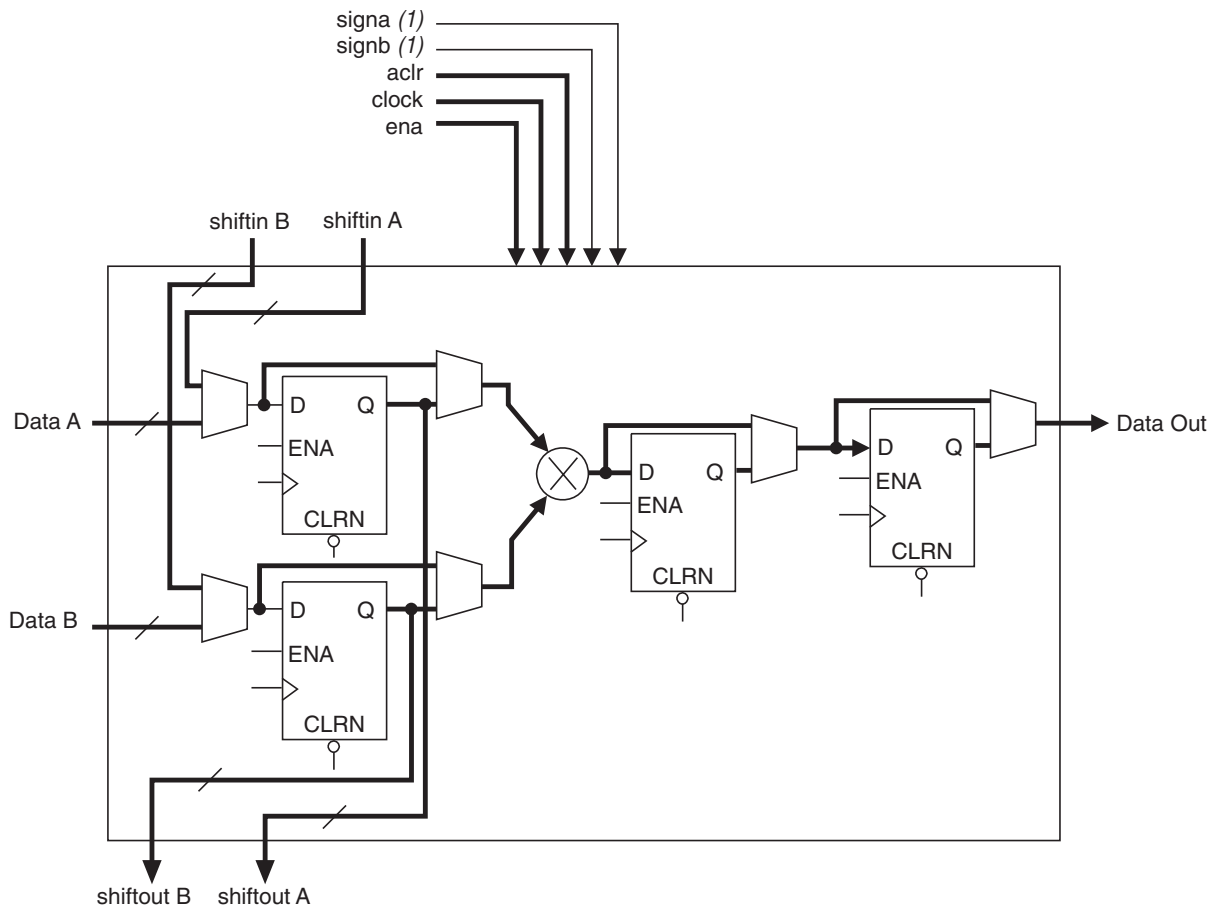 signa (1)
signb (1)
aclr
clock
ena
shiftin B
shiftin A
Data A
D
Q
ENA
CLRN
Data B
D
Q
ENA
CLRN
D
Q
ENA
CLRN
D
Q
ENA
CLRN
Data Out
shiftout B
shiftout A